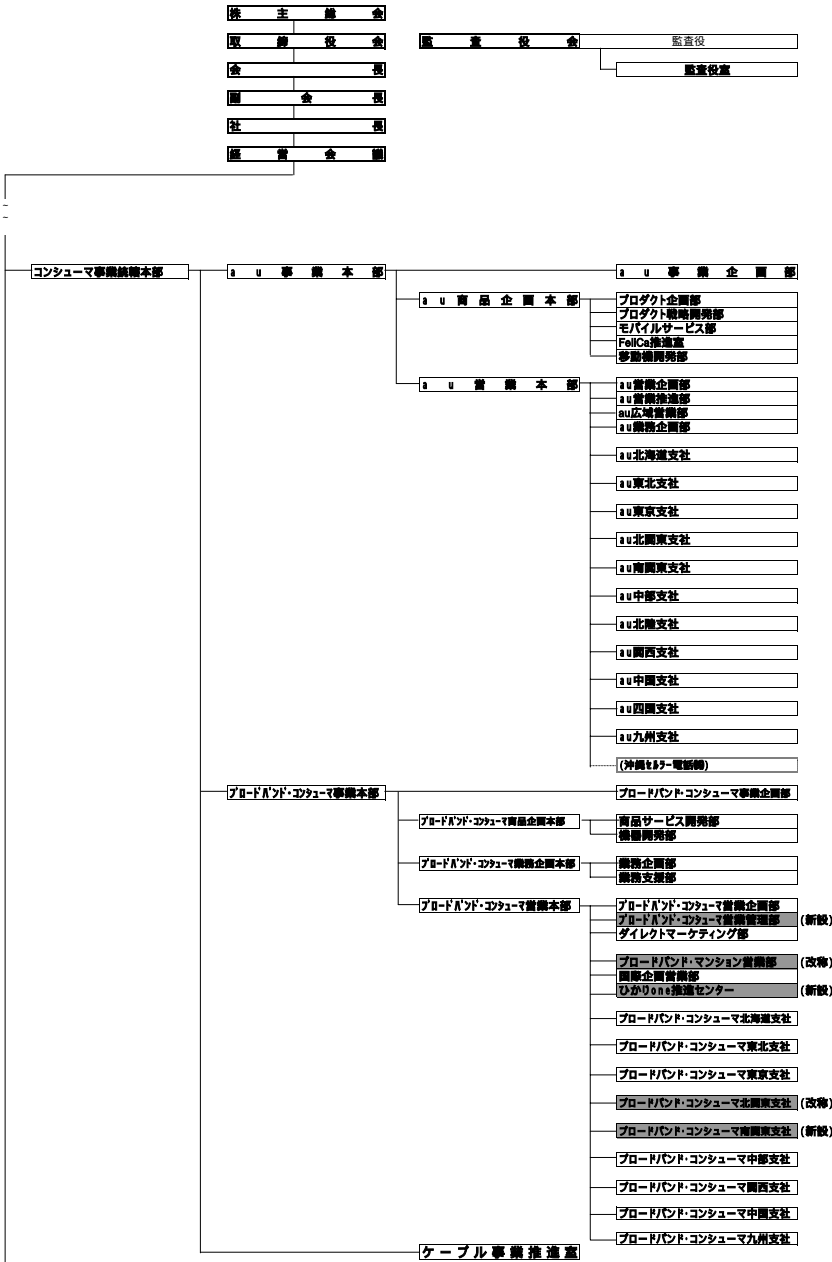 株主総会
取締役会
監査役会 監査役
会長
監査役室
副会長
社長
経営会議
コンシューマ事業統轄本部
au事業本部
au事業企画部
au商品企画本部
プロダクト企画部
プロダクト戦略開発部
モバイルサービス部
FeliCa推進室
移動機開発部
au営業本部
au営業企画部
au営業推進部
au広域営業部
au業務企画部
au北海道支社
au東北支社
au東京支社
au北関東支社
au南関東支社
au中部支社
au北陸支社
au関西支社
au中国支社
au四国支社
au九州支社
(沖縄セルラー電話㈱)
ブロードバンド・コンシューマ事業本部
ブロードバンド・コンシューマ事業企画部
ブロードバンド・コンシューマ商品企画本部
商品サービス開発部
機器開発部
ブロードバンド・コンシューマ業務企画本部
業務企画部
業務支援部
ブロードバンド・コンシューマ営業本部
ブロードバンド・コンシューマ営業企画部
ブロードバンド・コンシューマ営業管理部 (新設)
ダイレクトマーケティング部
ブロードバンド・マンション営業部 (改称)
国際企画営業部
ひかりone推進センター (新設)
ブロードバンド・コンシューマ北海道支社
ブロードバンド・コンシューマ東北支社
ブロードバンド・コンシューマ東京支社
ブロードバンド・コンシューマ北関東支社 (改称)
ブロードバンド・コンシューマ南関東支社 (新設)
ブロードバンド・コンシューマ中部支社
ブロードバンド・コンシューマ関西支社
ブロードバンド・コンシューマ中国支社
ブロードバンド・コンシューマ九州支社
ケーブル事業推進室